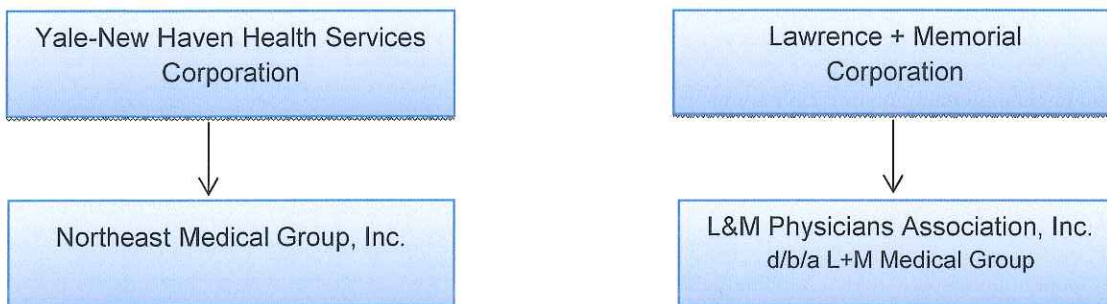 Yale-New Haven Health Services
Corporation
Lawrence + Memorial
Corporation
Northeast Medical Group, Inc.
L&M Physicians Association, Inc.
d/b/a L+M Medical Group